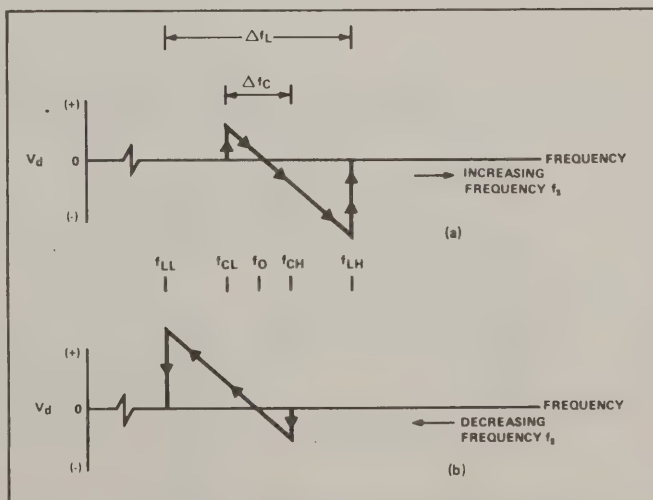 Δf_L
Δf_C
(+)
V_d
0
(-)
FREQUENCY
INCREASING
FREQUENCY f_s
(a)
f_LL f_CL f_O f_CH f_LH
(+)
V_d
0
(-)
FREQUENCY
DECREASING
FREQUENCY f_s
(b)